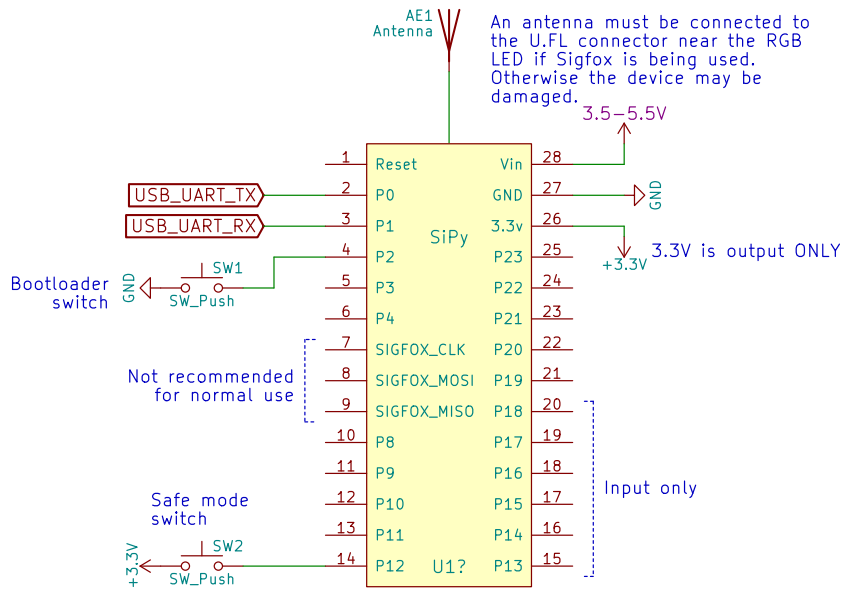 AE1
Antenna
An antenna must be connected to
the U.FL connector near the RGB
LED if Sigfox is being used.
Otherwise the device may be
damaged.
3.5-5.5V
1 Reset Vin 28
USB_UART_TX 2 P0 GND 27 GND
USB_UART_RX 3 P1 3.3v 26
SiPy
+3.3V 3.3V is output ONLY
4 P2 P23 25
Bootloader
switch
GND SW1
SW_Push
5 P3 P22 24
6 P4 P21 23
7 SIGFOX_CLK P20 22
Not recommended
for normal use
8 SIGFOX_MOSI P19 21
9 SIGFOX_MISO P18 20
10 P8 P17 19
11 P9 P16 18
Input only
12 P10 P15 17
Safe mode
switch
13 P11 P14 16
+3.3V SW2
SW_Push
14 P12 U1? P13 15